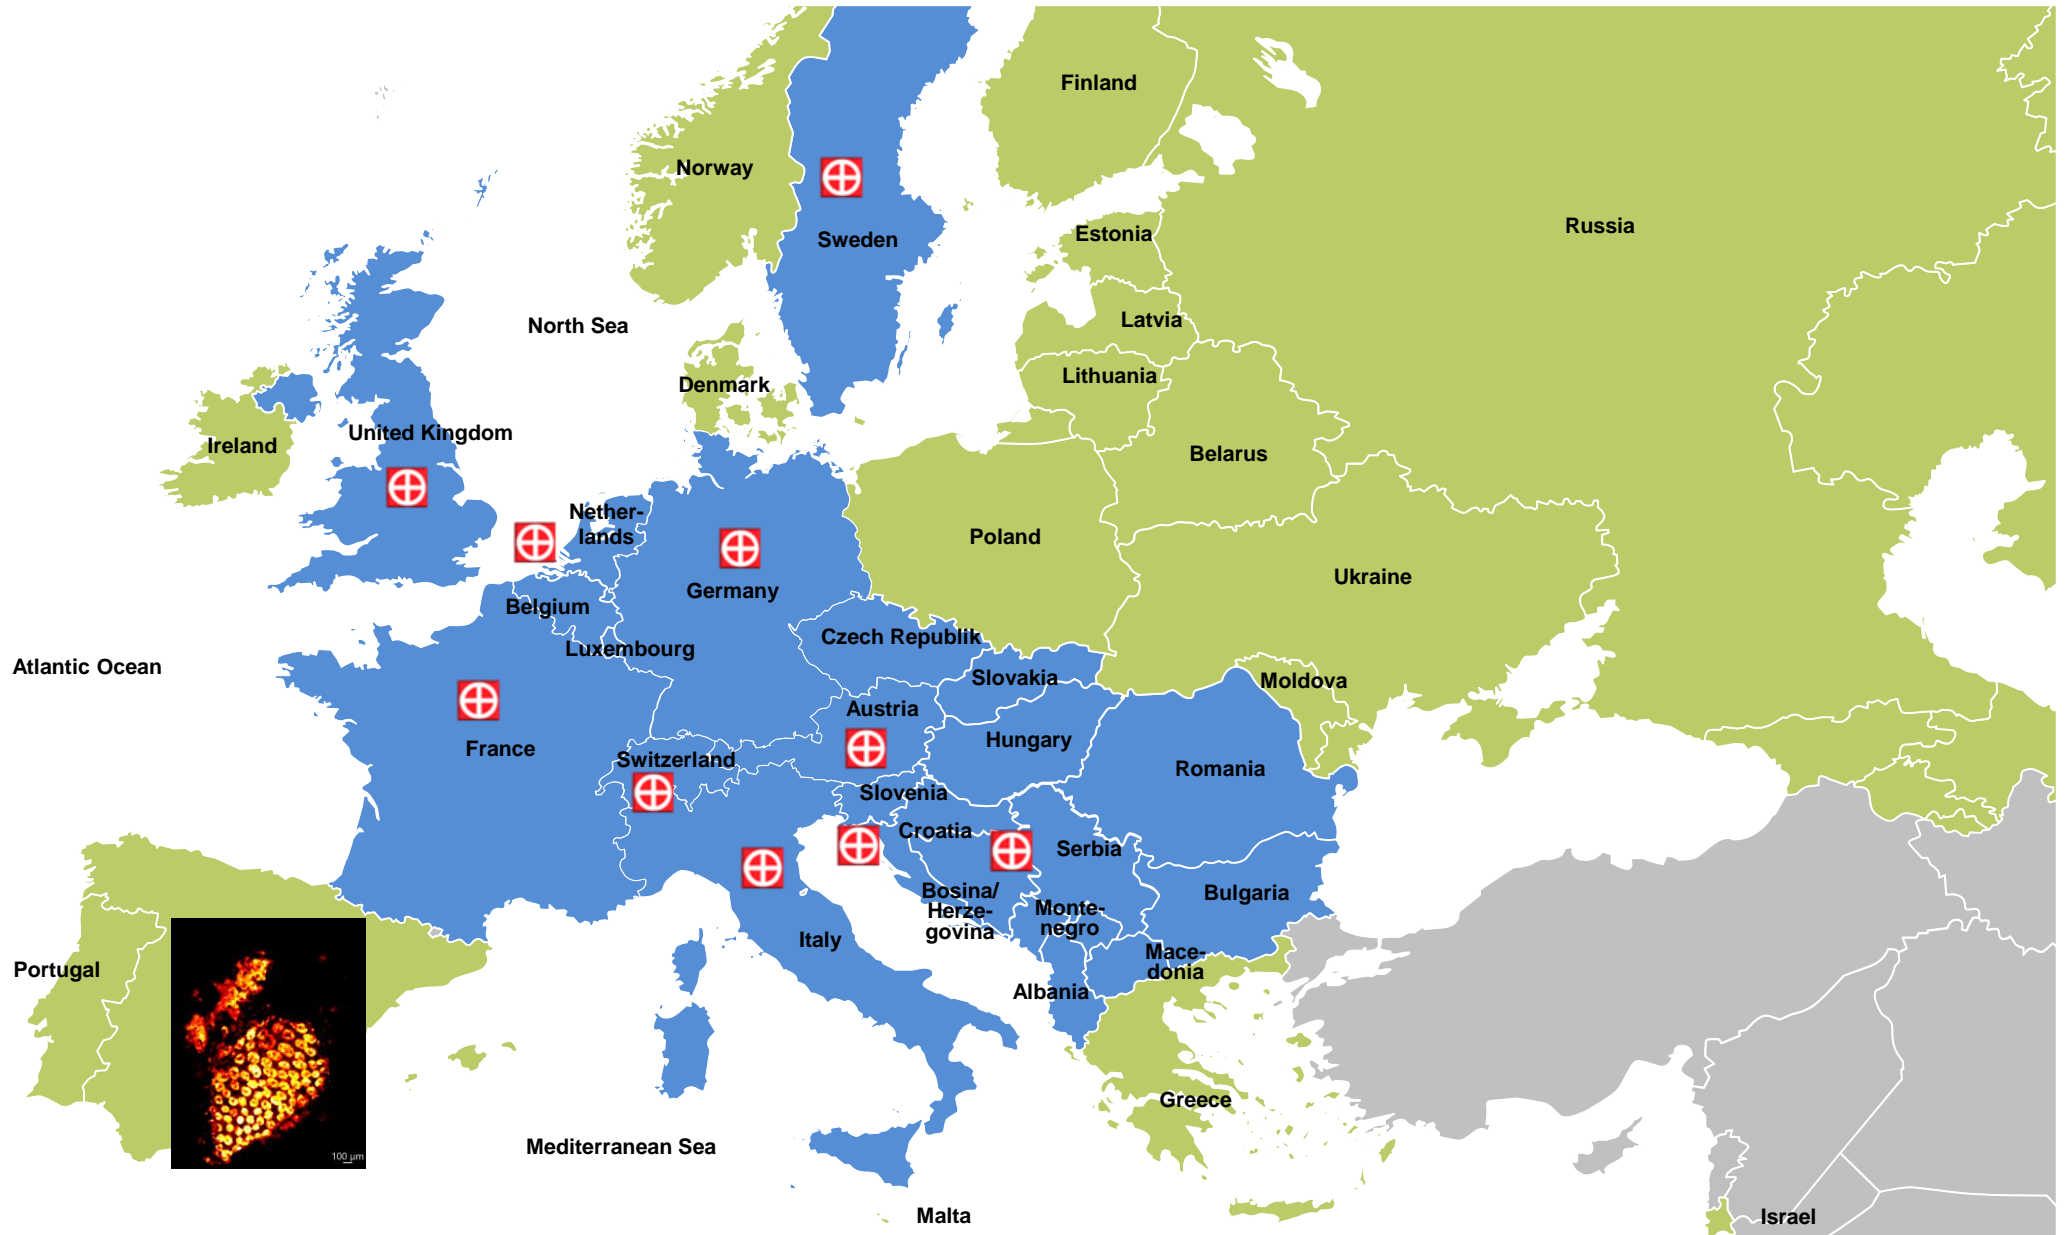 Finland
Norway
Russia
Sweden
Estonia
North Sea
Latvia
Lithuania
Denmark
United Kingdom
Ireland
Belarus
Nether-
lands
Poland
Ukraine
Germany
Belgium
Czech Republik
Luxembourg
Atlantic Ocean
Slovakia
Moldova
Austria
Hungary
France
Switzerland
Romania
Slovenia
Croatia
Serbia
Bosina/
Herze-
govina
Bulgaria
Monte-
negro
Italy
Mace-
donia
Portugal
Albania
Greece
Mediterranean Sea
100 µm
Malta
Israel